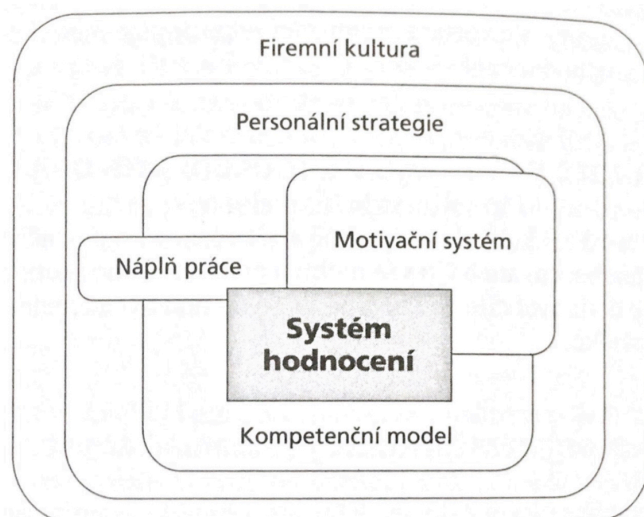 Firemní kultura
Personální strategie
Motivační systém
Náplň práce
Systém
hodnocení
Kompetenční model